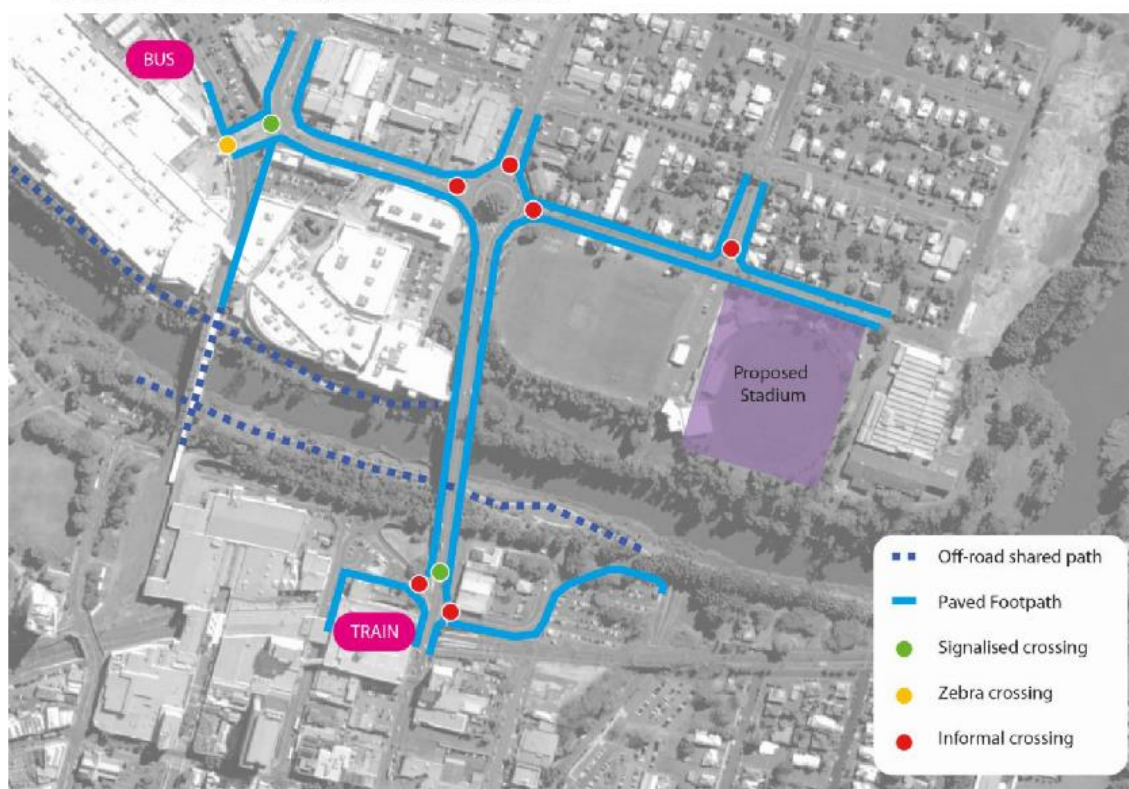 BUS
Proposed
Stadium
TRAIN
Off-road shared path
Paved Footpath
Signalised crossing
Zebra crossing
Informal crossing